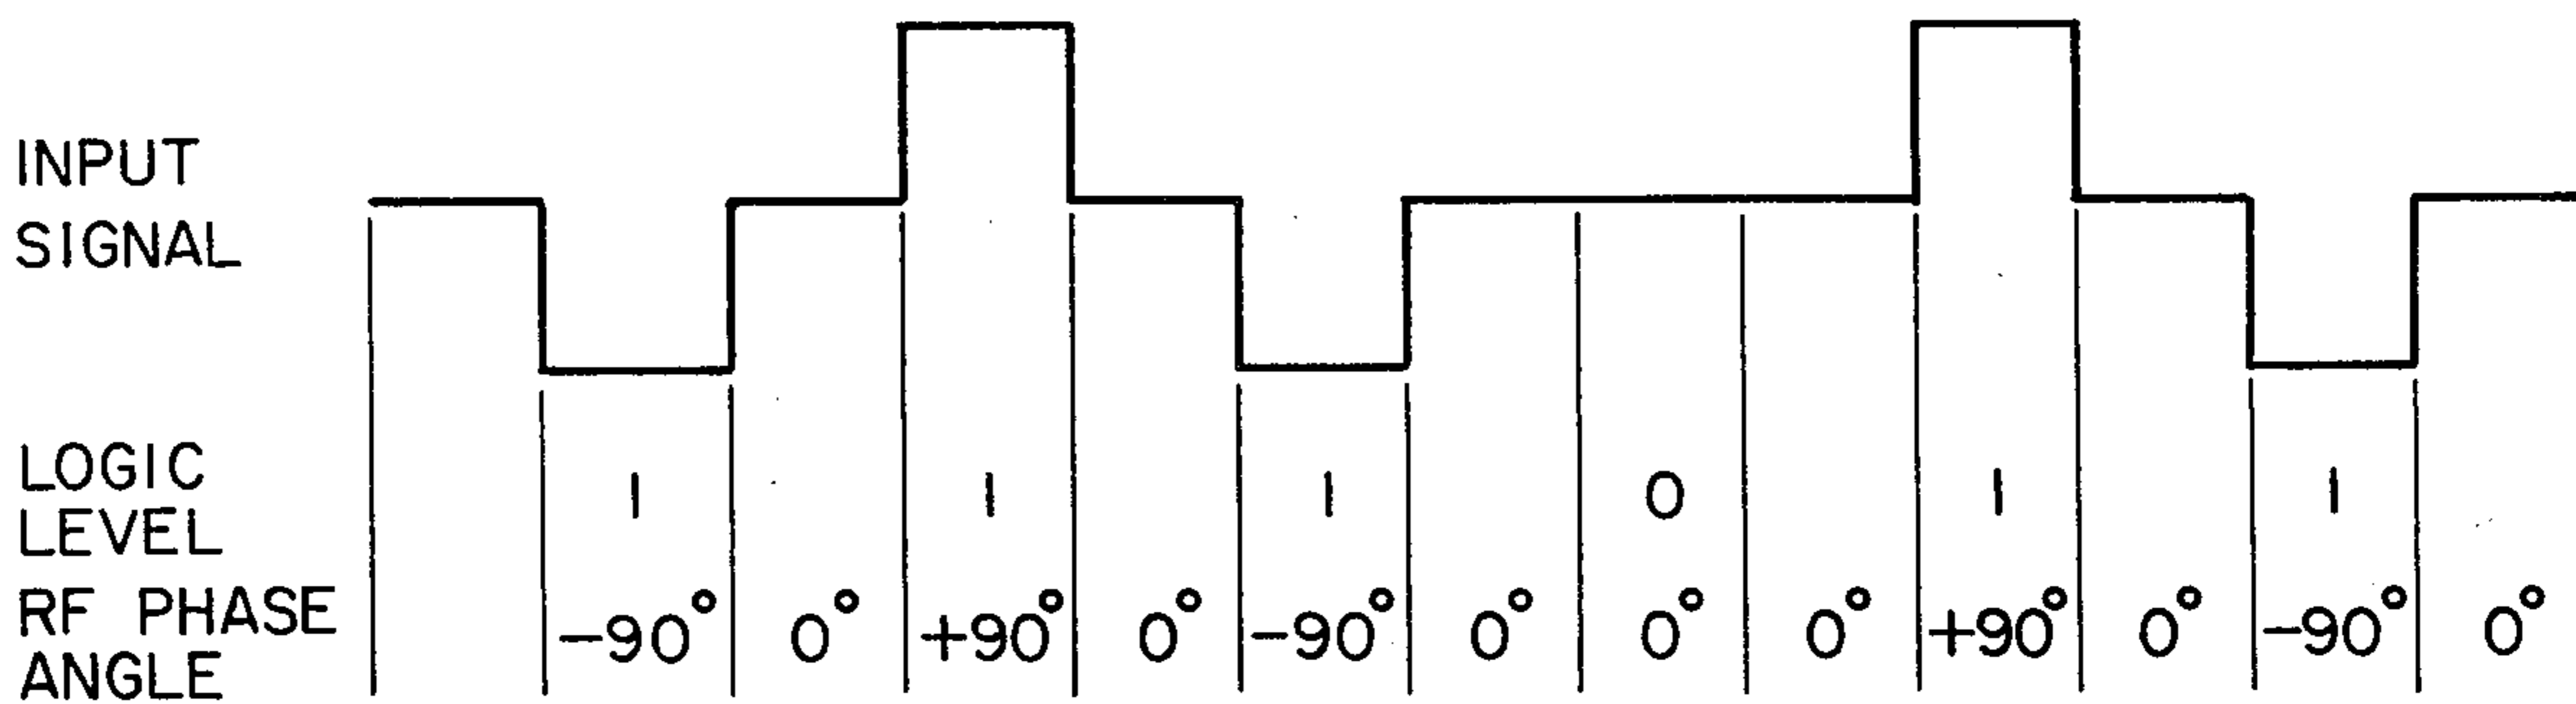 INPUT
SIGNAL
LOGIC
LEVEL 1 1 1 0 1 1
RF PHASE
ANGLE -90° 0° +90° 0° -90° 0° 0° 0° +90° 0° -90° 0°